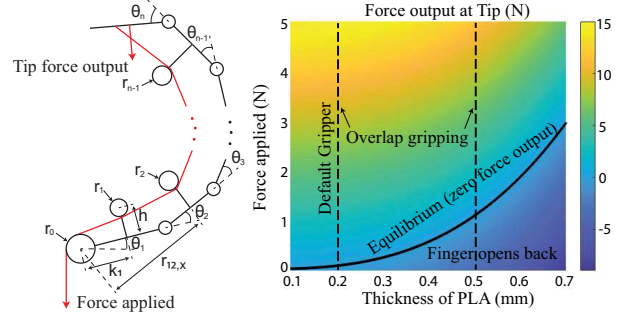 θn
θn-1,
Tip force output
rn-1
r2
r1
r0
h
θ1
θ2
θ3
k1
r12,x
Force applied
Force output at Tip (N)
Force applied (N)
5
4
3
2
1
0
Default Gripper
Overlap gripping
Equilibrium (zero force output)
Finger opens back
0.1 0.2 0.3 0.4 0.5 0.6 0.7
Thickness of PLA (mm)
15
10
5
0
-5